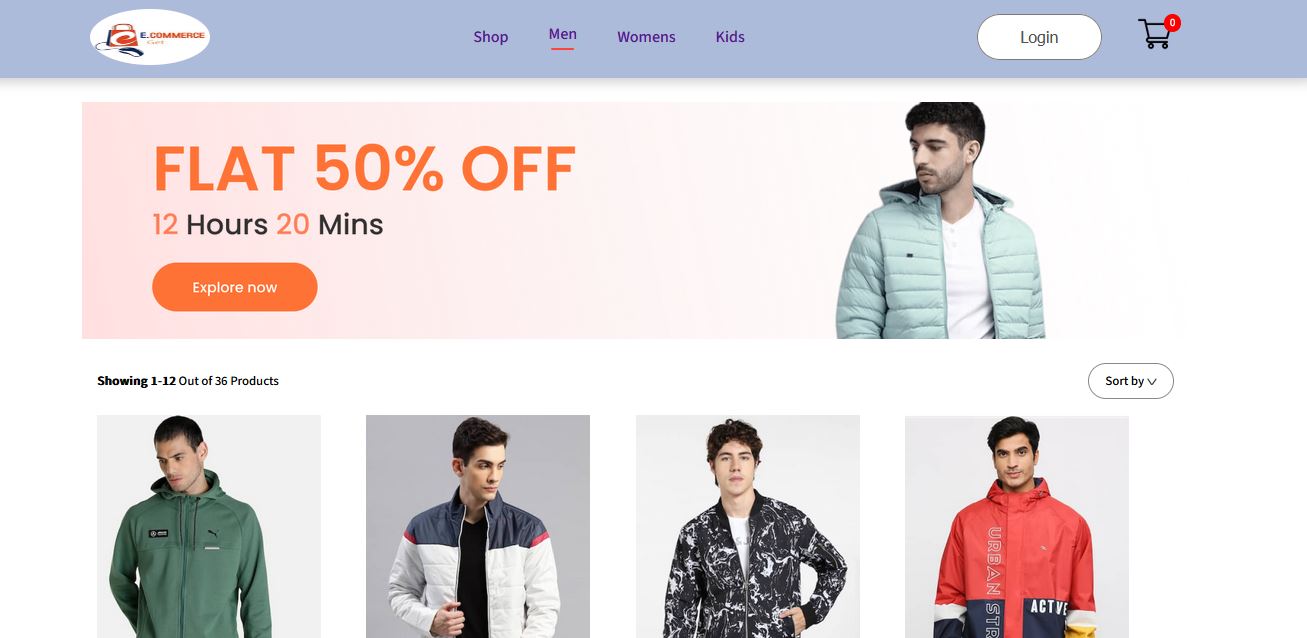 E.COMMERCE
Shop
Men
Womens
Kids
Login
0
FLAT 50% OFF
12 Hours 20 Mins
Explore now
Showing 1-12 Out of 36 Products
Sort by
URBAN STR
ACTVE